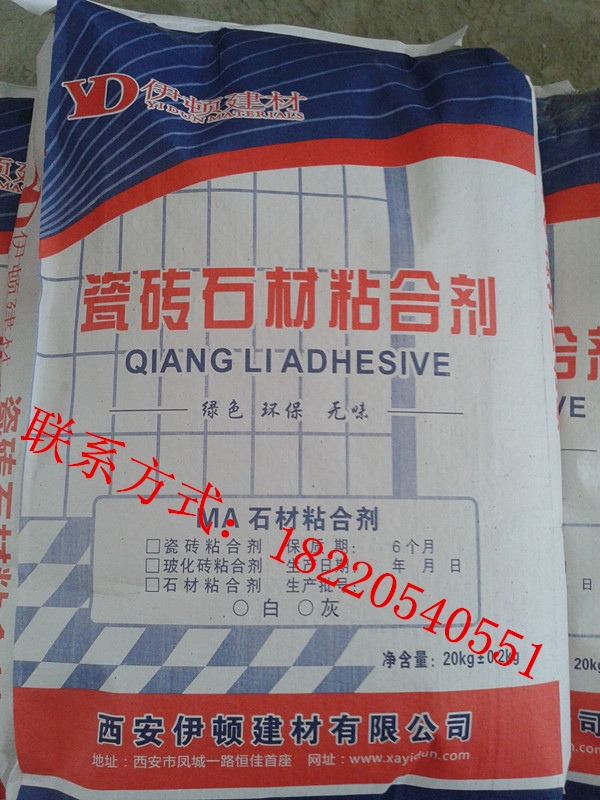 YD 伊顿建材
YIDUN MATERIALS
瓷砖石材粘合剂
QIANG LI ADHESIVE
绿色 环保 无味
联系方式：18220540551
MA 石材粘合剂
□瓷砖粘合剂 保质期： 6个月
□玻化砖粘合剂 生产日期： 年 月 日
□石材粘合剂 生产批号
○白 ○灰
净含量：20kg±0.2kg
西安伊顿建材有限公司
地址：西安市凤城一路恒佳首座 网址：www.xayidun.com